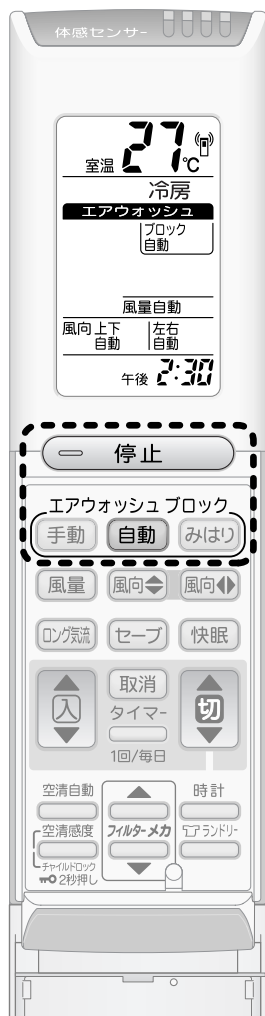 体感センサー
室温 27℃
冷房
エアウォッシュ
ブロック
自動
風量自動
風向 上下 左右
自動 自動
午後 2:30
停止
エアウォッシュ ブロック
手動 自動 みはり
風量 風向 風向
ロング気流 セーブ 快眠
入 取消 切
タイマー
1回/毎日
空清自動 時計
空清感度 フィルターメカ ランドリー
チャイルドロック
2秒押し